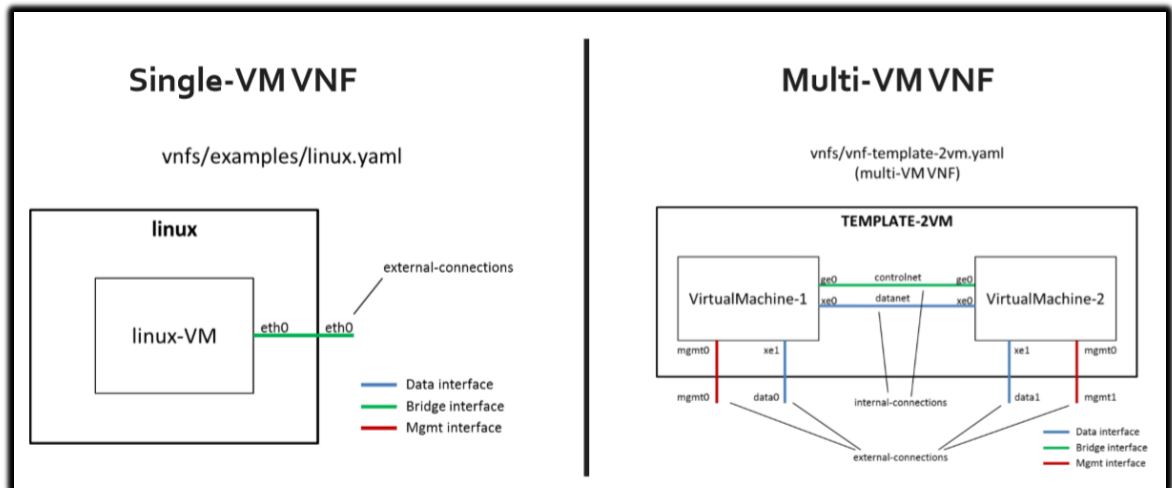 Single-VM VNF
vnfs/examples/linux.yaml
linux
external-connections
linux-VM
eth0
eth0
Data interface
Bridge interface
Mgmt interface
Multi-VM VNF
vnfs/vnf-template-2vm.yaml
(multi-VM VNF)
TEMPLATE-2VM
VirtualMachine-1
ge0
controlnet
ge0
xe0
datanet
xe0
VirtualMachine-2
mgmt0
xe1
xe1
mgmt0
mgmt0
data0
internal-connections
data1
mgmt1
external-connections
Data interface
Bridge interface
Mgmt interface